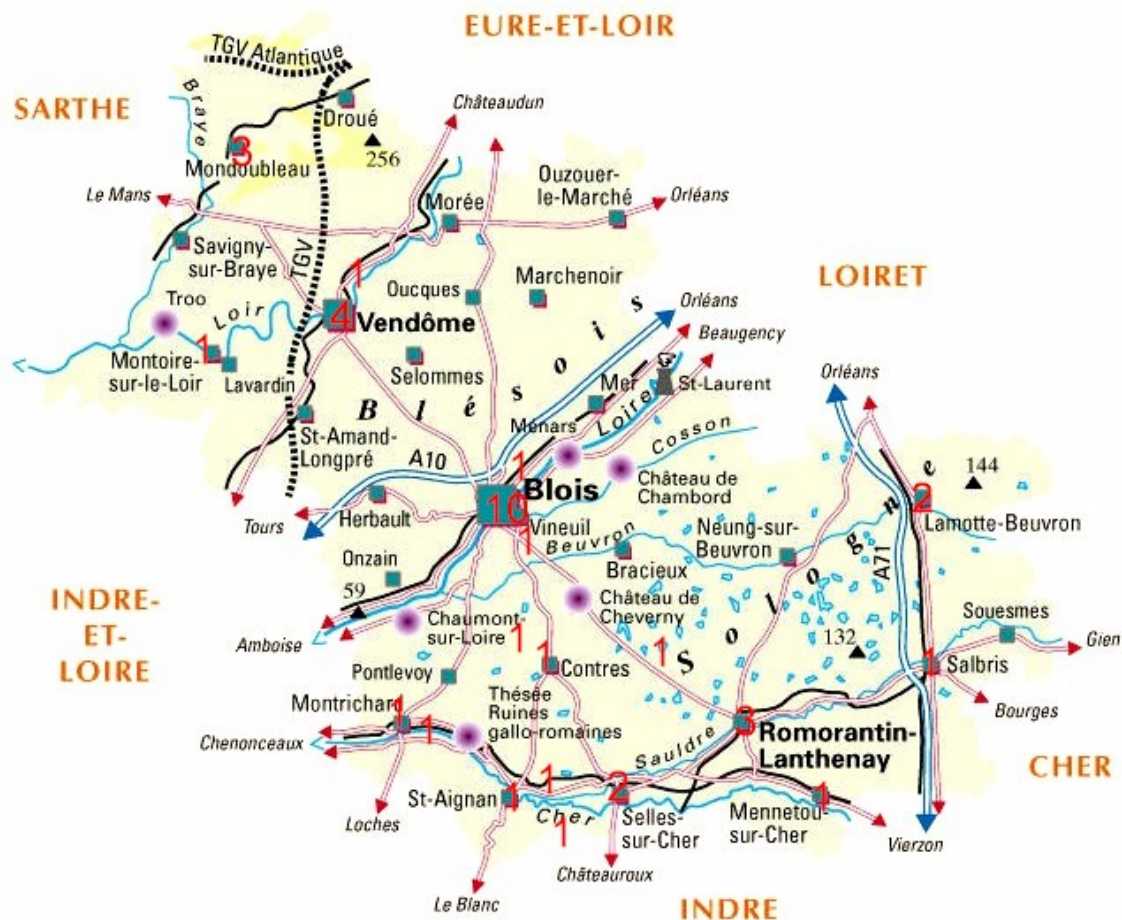 EURE-ET-LOIR
TGV Atlantique
SARTHE
Braye
Droué
Châteaudun
256
3
Mondoubleau
Ouzouer-
le-Marché
Le Mans
Morée
Orléans
Savigny-
sur-Braye
TGV
1
Marchenoir
LOIRET
Troo
Loir
Oucques
Orléans
4
Vendôme
Beaugency
1
Montoire-
sur-le-Loir
Lavardin
Selommes
Blésois
Mer
St-Laurent
Orléans
St-Amand-
Longpré
Ménars
Loire
Cosson
A10
1
Château de
Chambord
144
10
Blois
2
Lamotte-Beuvron
Tours
Herbault
Vineuil
1
Beuvron
Neung-sur-
Beuvron
Sologne
A71
Onzain
Bracieux
59
INDRE-
ET-
LOIRE
Chaumont-
sur-Loire
Château de
Cheverny
Souesmes
Amboise
1
1
132
Gien
Pontlevoy
Contres
1
1
Salbris
Montrichard
1
1
Thésée
Ruines
gallo-romaines
Bourges
Chenonceaux
3
Romorantin-
Lanthenay
Sauldre
CHER
St-Aignan
1
1
2
1
Loches
Cher
1
Selles-
sur-Cher
Mennetou-
sur-Cher
Vierzon
Châteauroux
Le Blanc
INDRE